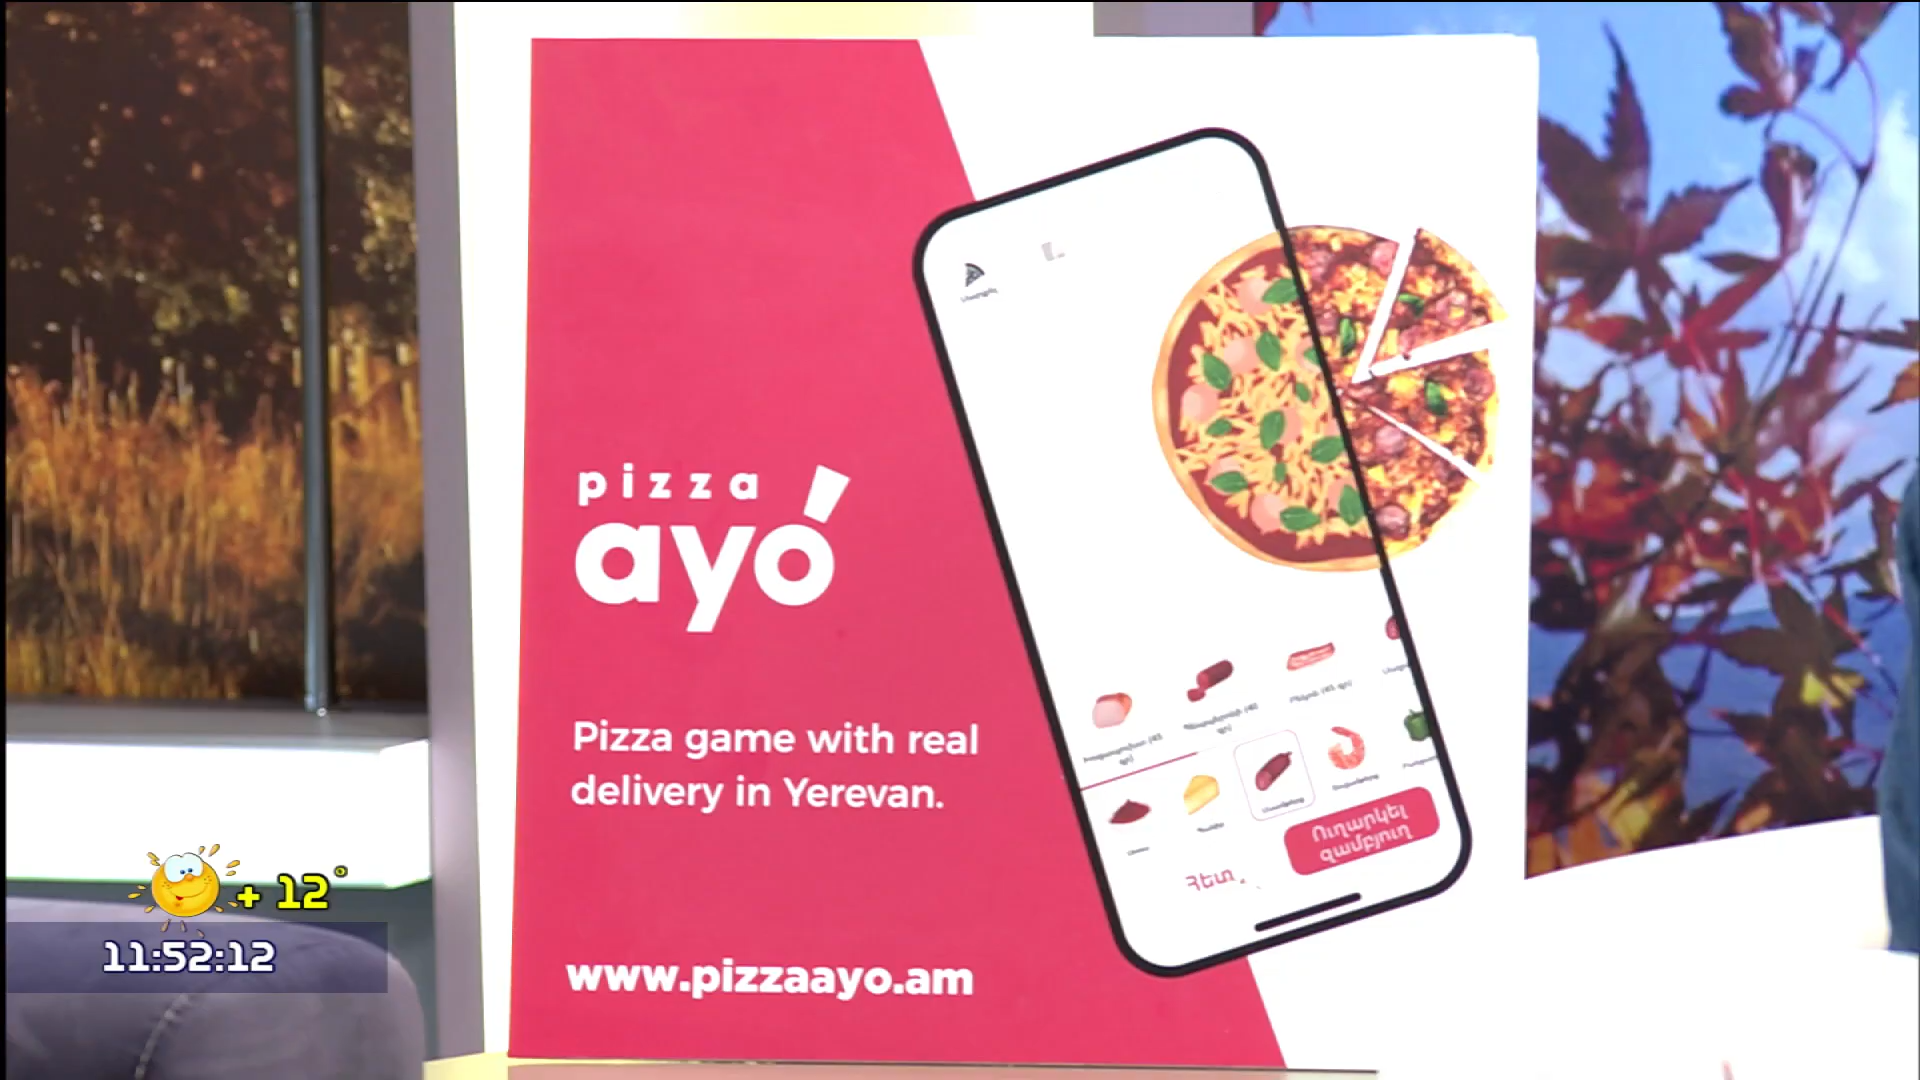 pizza
ayo
Pizza game with real
delivery in Yerevan.
www.pizzaayo.am
Ուղարկել
զամբյուղ
Հետ
+ 12°
11:52:12